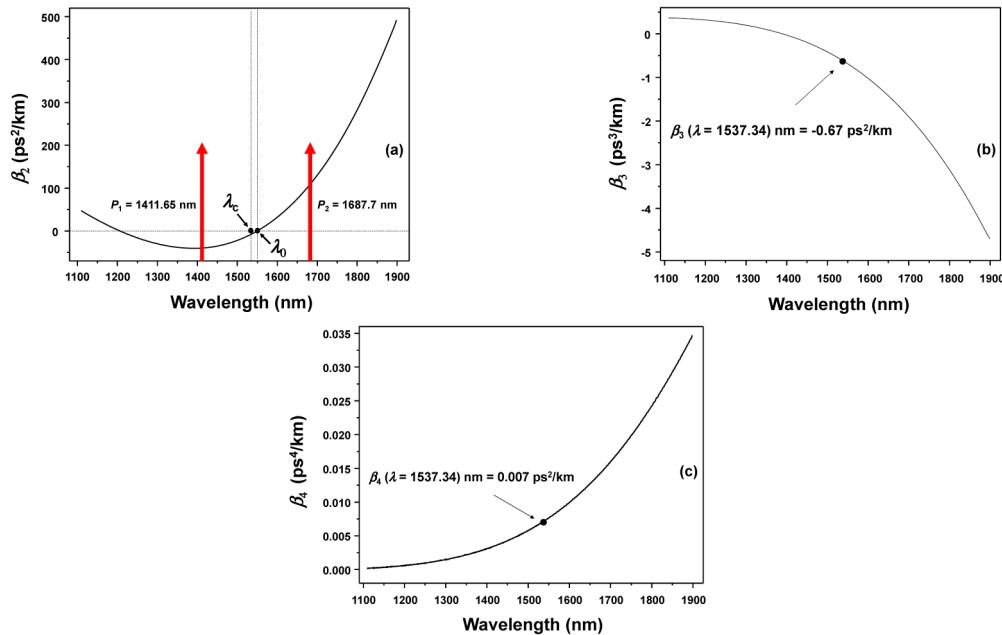 500
400
300
200
100
0
β2 (ps²/km)
(a)
P1 = 1411.65 nm
P2 = 1687.7 nm
λc
λ0
1100 1200 1300 1400 1500 1600 1700 1800 1900
Wavelength (nm)
0
-1
-2
-3
-4
-5
β3 (ps³/km)
(b)
β3 (λ = 1537.34) nm = -0.67 ps²/km
1100 1200 1300 1400 1500 1600 1700 1800 1900
Wavelength (nm)
0.035
0.030
0.025
0.020
0.015
0.010
0.005
0.000
β4 (ps⁴/km)
(c)
β4 (λ = 1537.34) nm = 0.007 ps²/km
1100 1200 1300 1400 1500 1600 1700 1800 1900
Wavelength (nm)